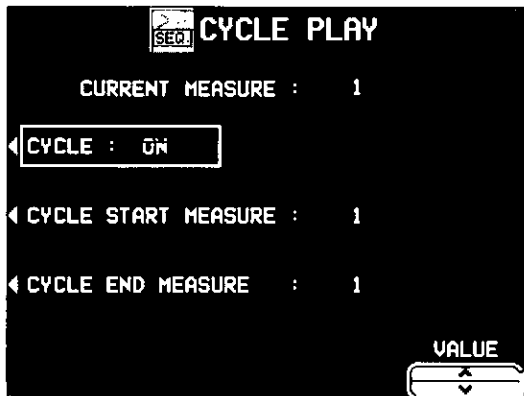 SEQ. CYCLE PLAY
CURRENT MEASURE : 1
CYCLE : ON
CYCLE START MEASURE : 1
CYCLE END MEASURE : 1
VALUE